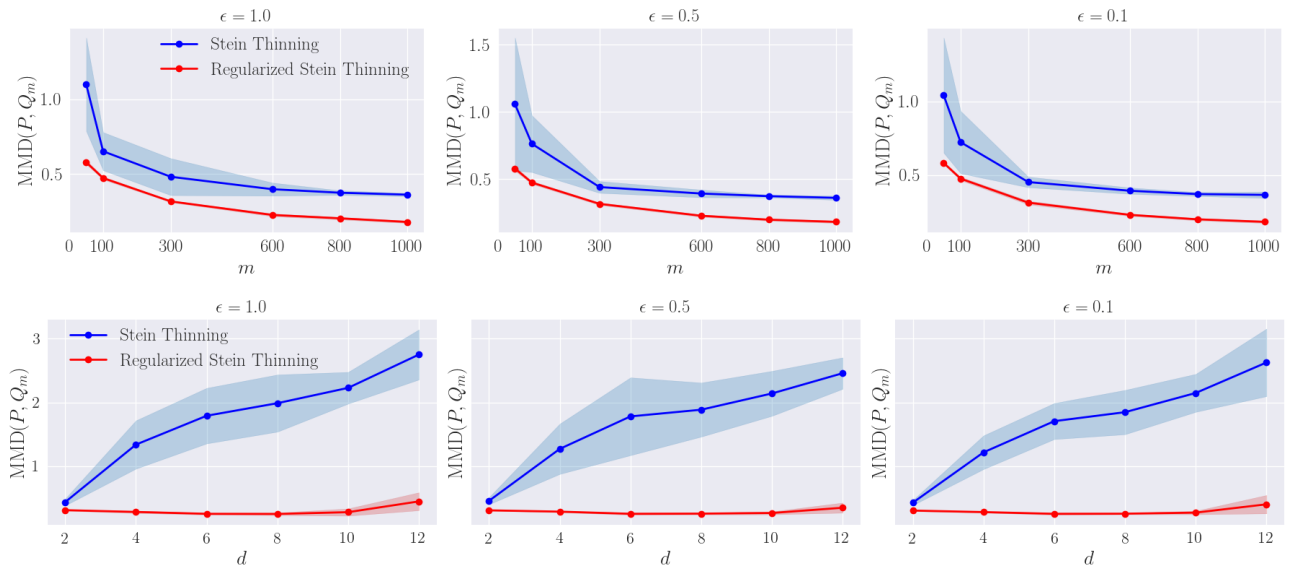 ϵ = 1.0
MMD(P, Q_m)
1.0
0.5
Stein Thinning
Regularized Stein Thinning
0 100 300 600 800 1000
m
ϵ = 0.5
MMD(P, Q_m)
1.5
1.0
0.5
0 100 300 600 800 1000
m
ϵ = 0.1
MMD(P, Q_m)
1.0
0.5
0 100 300 600 800 1000
m
ϵ = 1.0
MMD(P, Q_m)
3
2
1
Stein Thinning
Regularized Stein Thinning
2 4 6 8 10 12
d
ϵ = 0.5
MMD(P, Q_m)
2 4 6 8 10 12
d
ϵ = 0.1
MMD(P, Q_m)
2 4 6 8 10 12
d